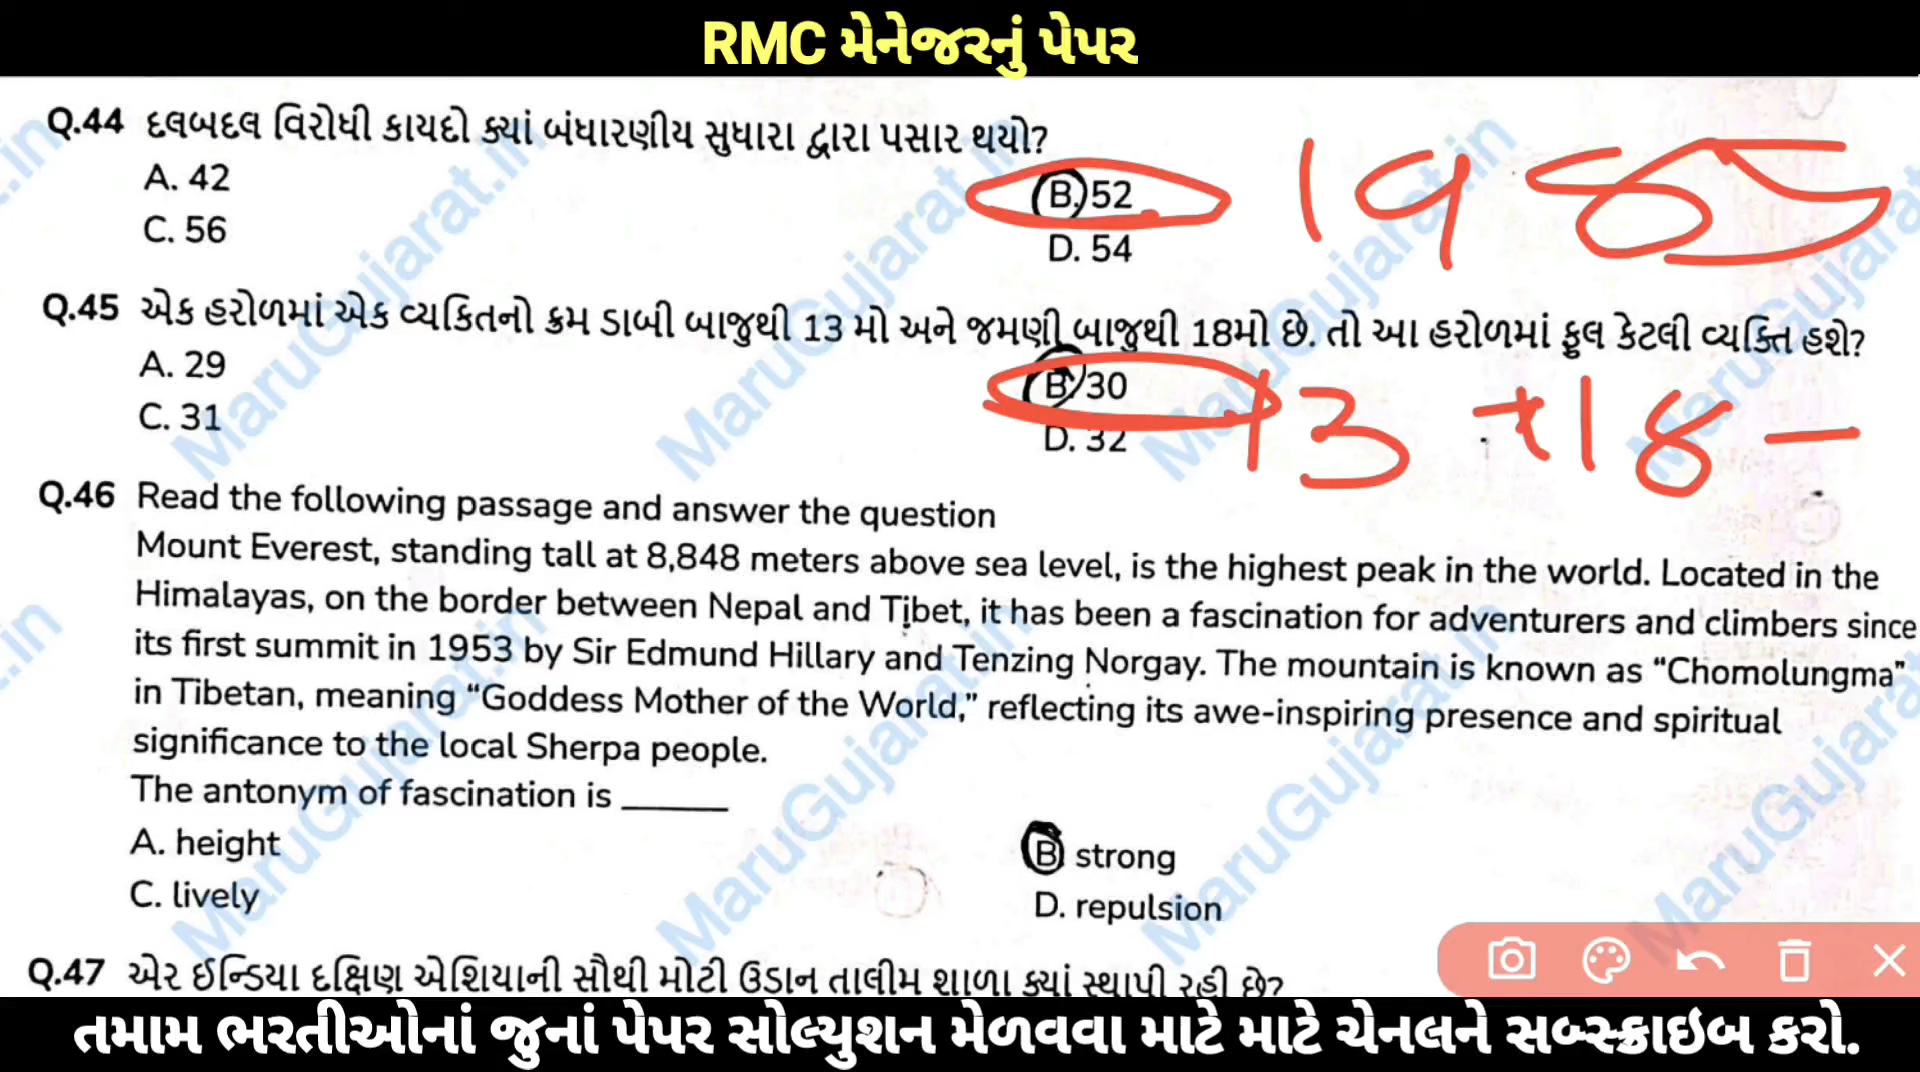 RMC મેનેજરનું પેપર
Q.44 દલબદલ વિરોધી કાયદો ક્યાં બંધારણીય સુધારા દ્વારા પસાર થયો?
A. 42
B. 52
1985
C. 56
D. 54
Q.45 એક હરોળમાં એક વ્યકિતનો ક્રમ ડાબી બાજુથી 13 મો અને જમણી બાજુથી 18મો છે. તો આ હરોળમાં કુલ કેટલી વ્યક્તિ હશે?
A. 29
B. 30
13 + 18 -
C. 31
D. 32
Q.46 Read the following passage and answer the question
Mount Everest, standing tall at 8,848 meters above sea level, is the highest peak in the world. Located in the
Himalayas, on the border between Nepal and Tibet, it has been a fascination for adventurers and climbers since
its first summit in 1953 by Sir Edmund Hillary and Tenzing Norgay. The mountain is known as “Chomolungma”
in Tibetan, meaning “Goddess Mother of the World,” reflecting its awe-inspiring presence and spiritual
significance to the local Sherpa people.
The antonym of fascination is ______
A. height
B strong
C. lively
D. repulsion
Q.47 એર ઈન્ડિયા દક્ષિણ એશિયાની સૌથી મોટી ઉડાન તાલીમ શાળા ક્યાં સ્થાપી રહી છે?
તમામ ભરતીઓનાં જુનાં પેપર સોલ્યુશન મેળવવા માટે માટે ચેનલને સબ્સ્ક્રાઇબ કરો.
MaruGujarat.in